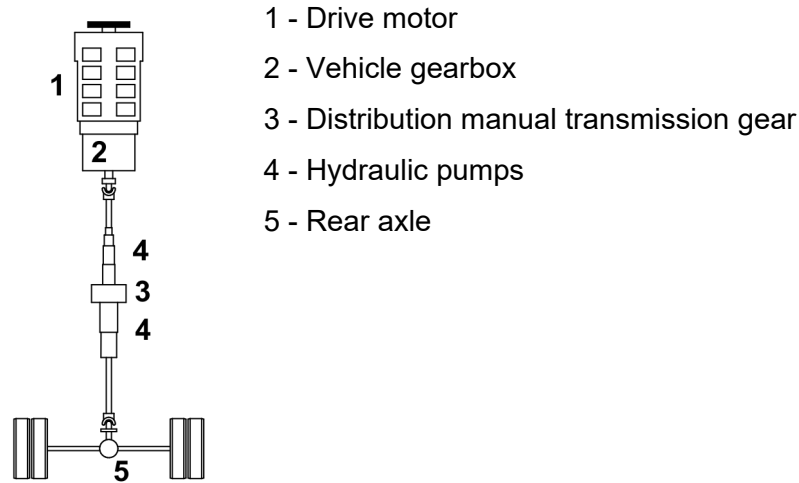 1 - Drive motor
2 - Vehicle gearbox
3 - Distribution manual transmission gear
4 - Hydraulic pumps
5 - Rear axle
1
2
4
3
4
5